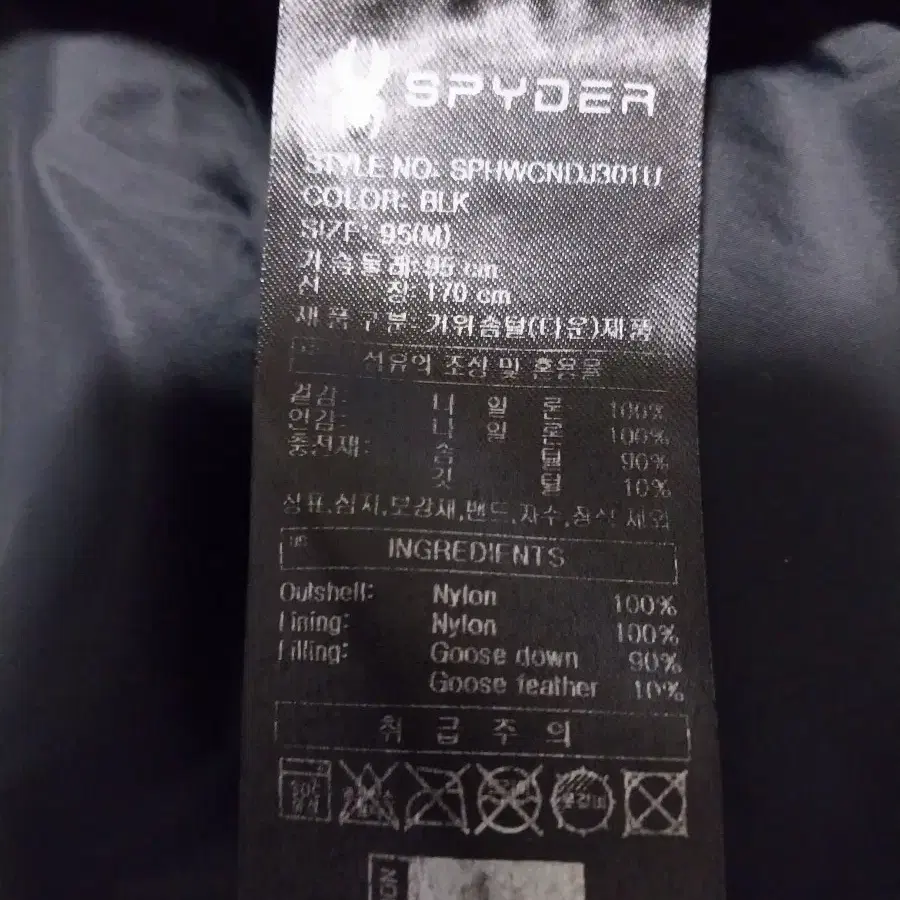 SPYDER
STYLE NO: SPHWCNDJ301U
COLOR: BLK
SIZE: 95(M)
가슴둘레: 95 cm
신 장: 170 cm
제품구분: 거위솜털(다운)제품
섬유의 조성 및 혼용율
겉감: 나 일 론 100%
안감: 나 일 론 100%
충전재: 솜 털 90%
깃 털 10%
상표,심지,보강재,밴드,자수,장식 제외
US INGREDIENTS
Outshell: Nylon 100%
Lining: Nylon 100%
Filling: Goose down 90%
Goose feather 10%
취 급 주 의